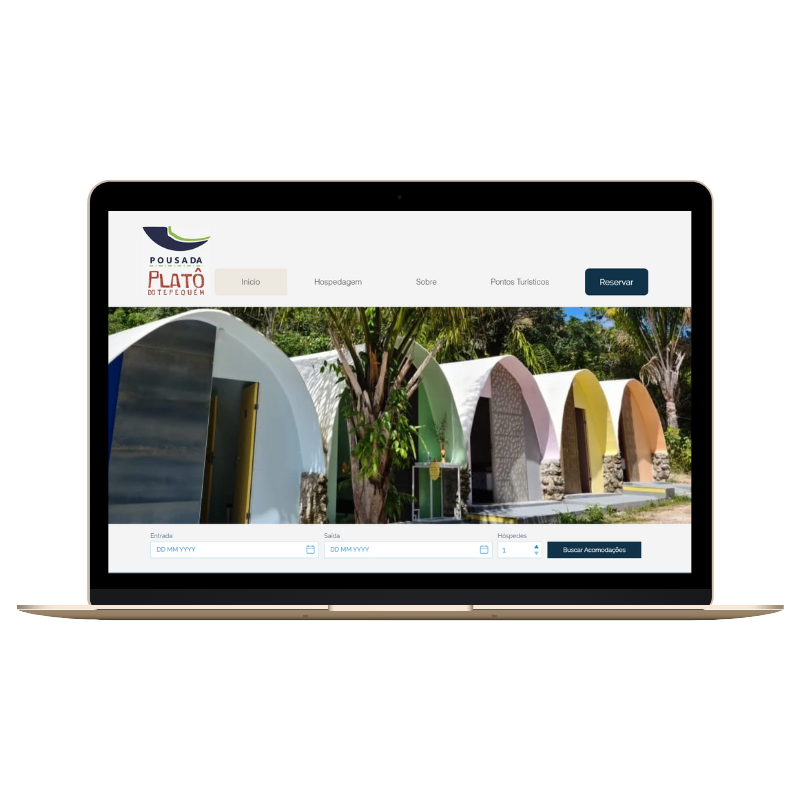 POUSADA
PLATÔ
DO TEPEQUÉM
Início
Hospedagem
Sobre
Pontos Turísticos
Reservar
Entrada
Saída
Hóspedes
DD MM YYYY
DD MM YYYY
1
Buscar Acomodações